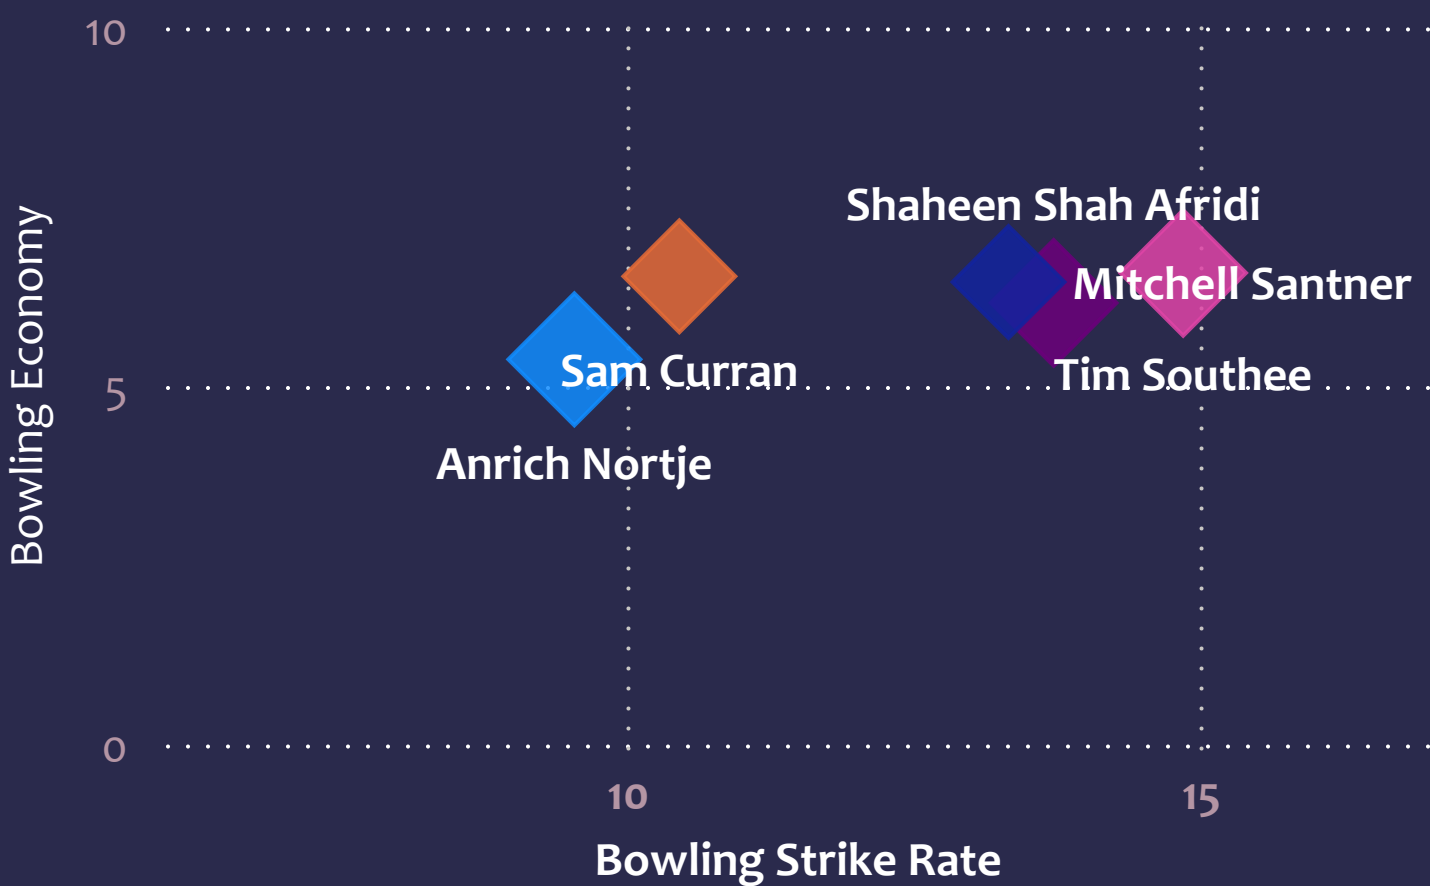 10
Shaheen Shah Afridi
Mitchell Santner
Sam Curran
Tim Southee
5
Anrich Nortje
Bowling Economy
0
10
15
Bowling Strike Rate